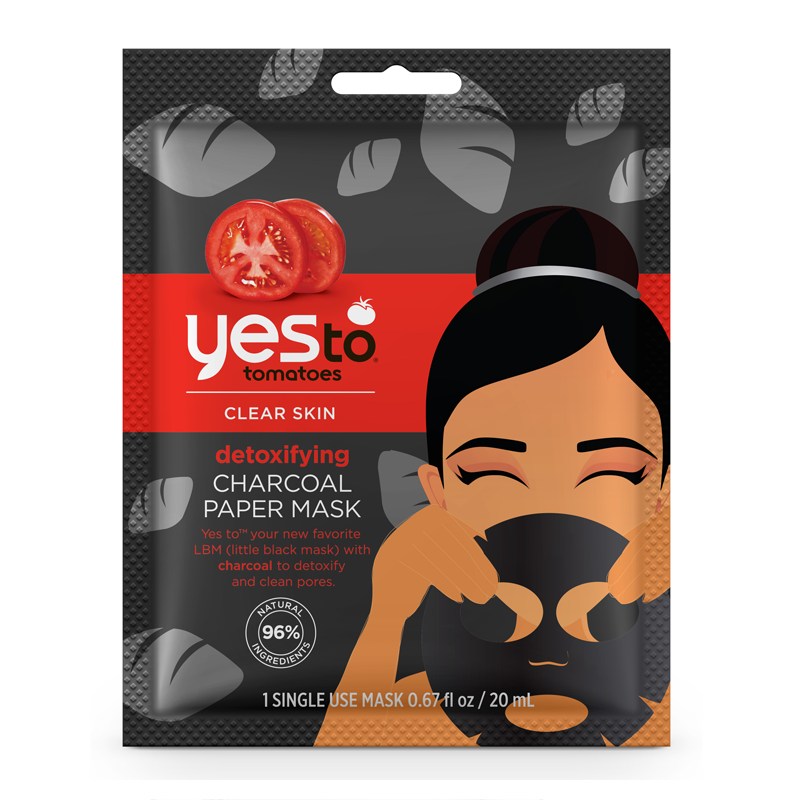 yes to
tomatoes
CLEAR SKIN
detoxifying
CHARCOAL
PAPER MASK
Yes to™ your new favorite
LBM (little black mask) with
charcoal to detoxify
and clean pores.
NATURAL
96%
INGREDIENTS
1 SINGLE USE MASK 0.67 fl oz / 20 mL